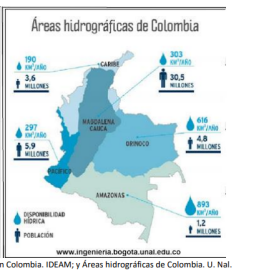 Áreas hidrográficas de Colombia
190
KM³/AÑO
3,6
MILLONES
CARIBE
303
KM³/AÑO
30,5
MILLONES
MAGDALENA
CAUCA
297
KM³/AÑO
5,9
MILLONES
PACÍFICO
ORINOCO
616
KM³/AÑO
4,8
MILLONES
AMAZONAS
893
KM³/AÑO
1,2
MILLONES
DISPONIBILIDAD
HÍDRICA
POBLACIÓN
www.ingenieria.bogota.unal.edu.co
n Colombia. IDEAM; y Áreas hidrográficas de Colombia. U. Nal.